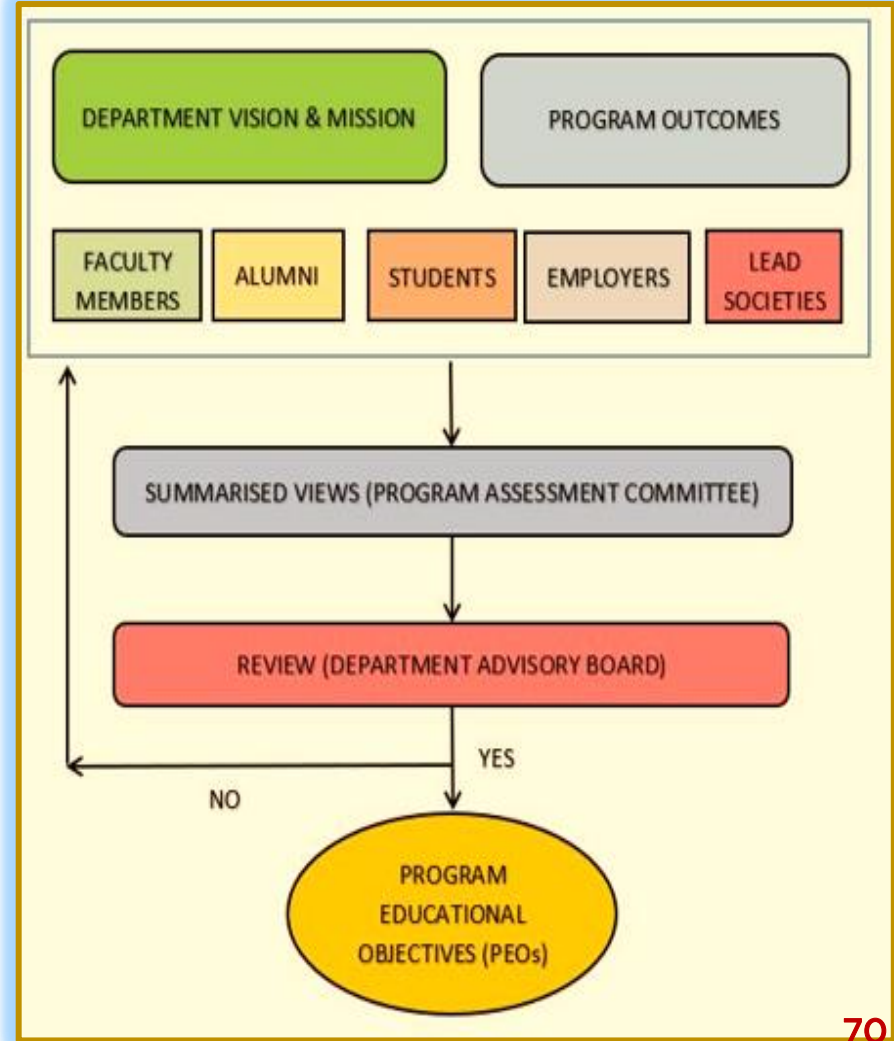 DEPARTMENT VISION & MISSION
PROGRAM OUTCOMES
FACULTY
MEMBERS
ALUMNI
STUDENTS
EMPLOYERS
LEAD
SOCIETIES
SUMMARISED VIEWS (PROGRAM ASSESSMENT COMMITTEE)
REVIEW (DEPARTMENT ADVISORY BOARD)
YES
NO
PROGRAM
EDUCATIONAL
OBJECTIVES (PEOs)
70